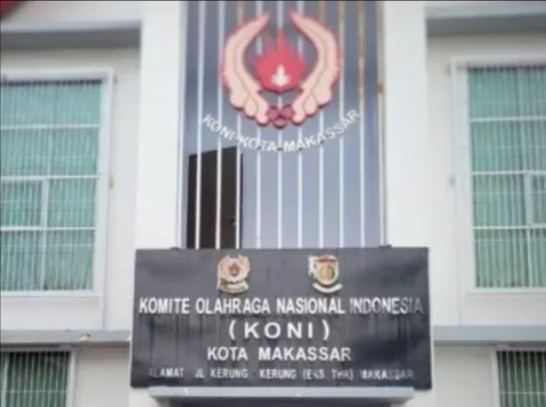 KONI KOTA MAKASSAR
KOMITE OLAHRAGA NASIONAL INDONESIA
(KONI)
KOTA MAKASSAR
ALAMAT JL KERUNG - KERUNG (EKS. THR) MAKASSAR